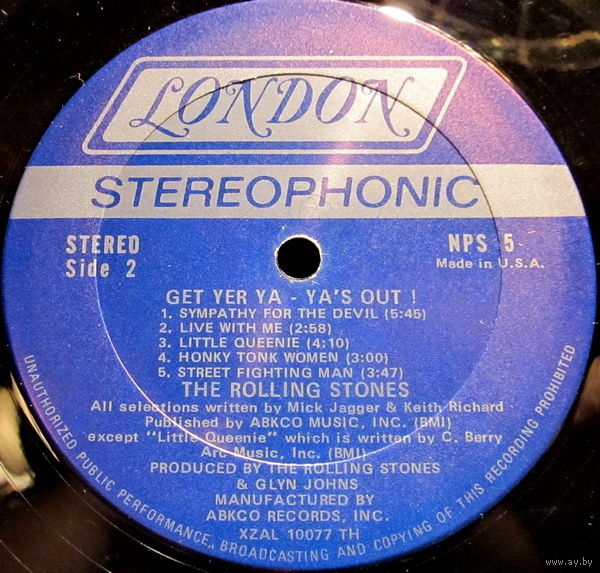 LONDON
STEREOPHONIC
STEREO
Side 2
NPS 5
Made in U.S.A.
GET YER YA - YA'S OUT !
1. SYMPATHY FOR THE DEVIL (5:45)
2. LIVE WITH ME (2:58)
3. LITTLE QUEENIE (4:10)
4. HONKY TONK WOMEN (3:00)
5. STREET FIGHTING MAN (3:47)
THE ROLLING STONES
All selections written by Mick Jagger & Keith Richard
Published by ABKCO MUSIC, INC. (BMI)
except "Little Queenie" which is written by C. Berry
Arc Music, Inc. (BMI)
PRODUCED BY THE ROLLING STONES
& GLYN JOHNS
MANUFACTURED BY
ABKCO RECORDS, INC.
XZAL 10077 TH
UNAUTHORIZED PUBLIC PERFORMANCE, BROADCASTING AND COPYING OF THIS RECORDING PROHIBITED
www.ay.by